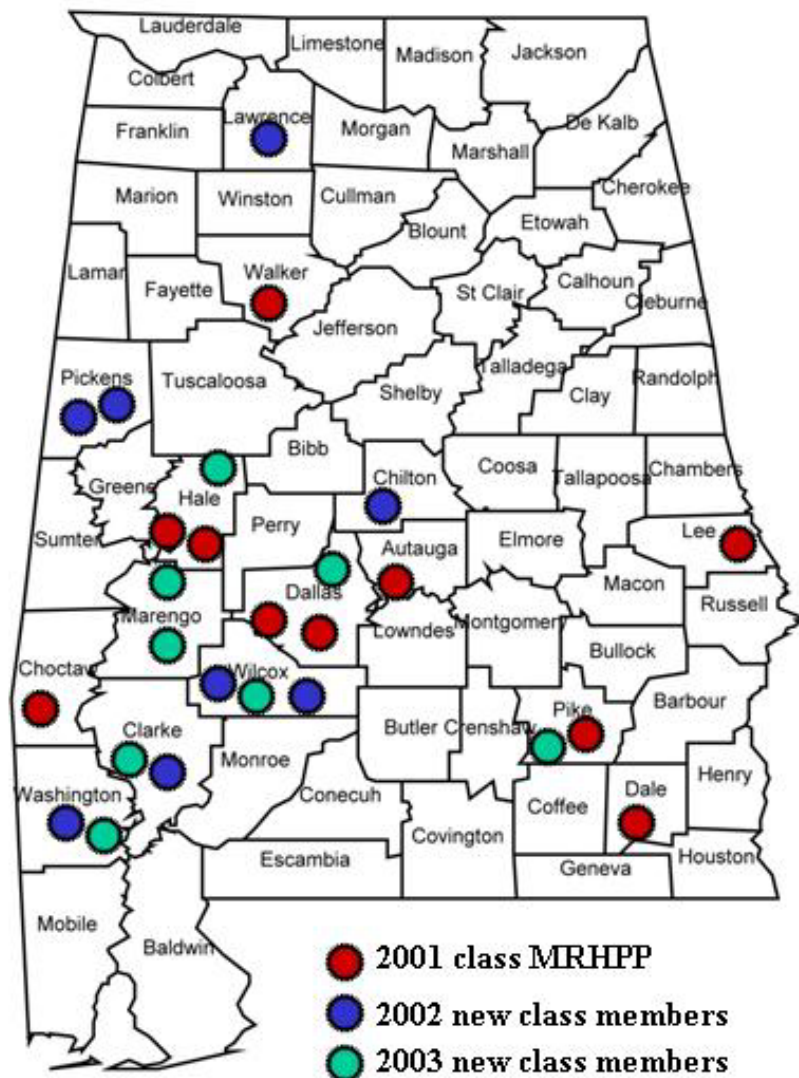 Lauderdale
Limestone
Madison
Jackson
Colbert
Lawrence
Franklin
Morgan
De Kalb
Marshall
Cherokee
Marion
Winston
Cullman
Etowah
Blount
Lamar
Fayette
Walker
St Clair
Calhoun
Cleburne
Jefferson
Pickens
Tuscaloosa
Talladega
Randolph
Shelby
Clay
Bibb
Greene
Hale
Chilton
Coosa
Tallapoosa
Chambers
Sumter
Perry
Autauga
Elmore
Lee
Dallas
Macon
Marengo
Lowndes
Montgomery
Russell
Bullock
Choctaw
Wilcox
Barbour
Clarke
Butler
Crenshaw
Pike
Monroe
Washington
Conecuh
Coffee
Dale
Henry
Covington
Escambia
Geneva
Houston
Mobile
Baldwin
2001 class MRHPP
2002 new class members
2003 new class members